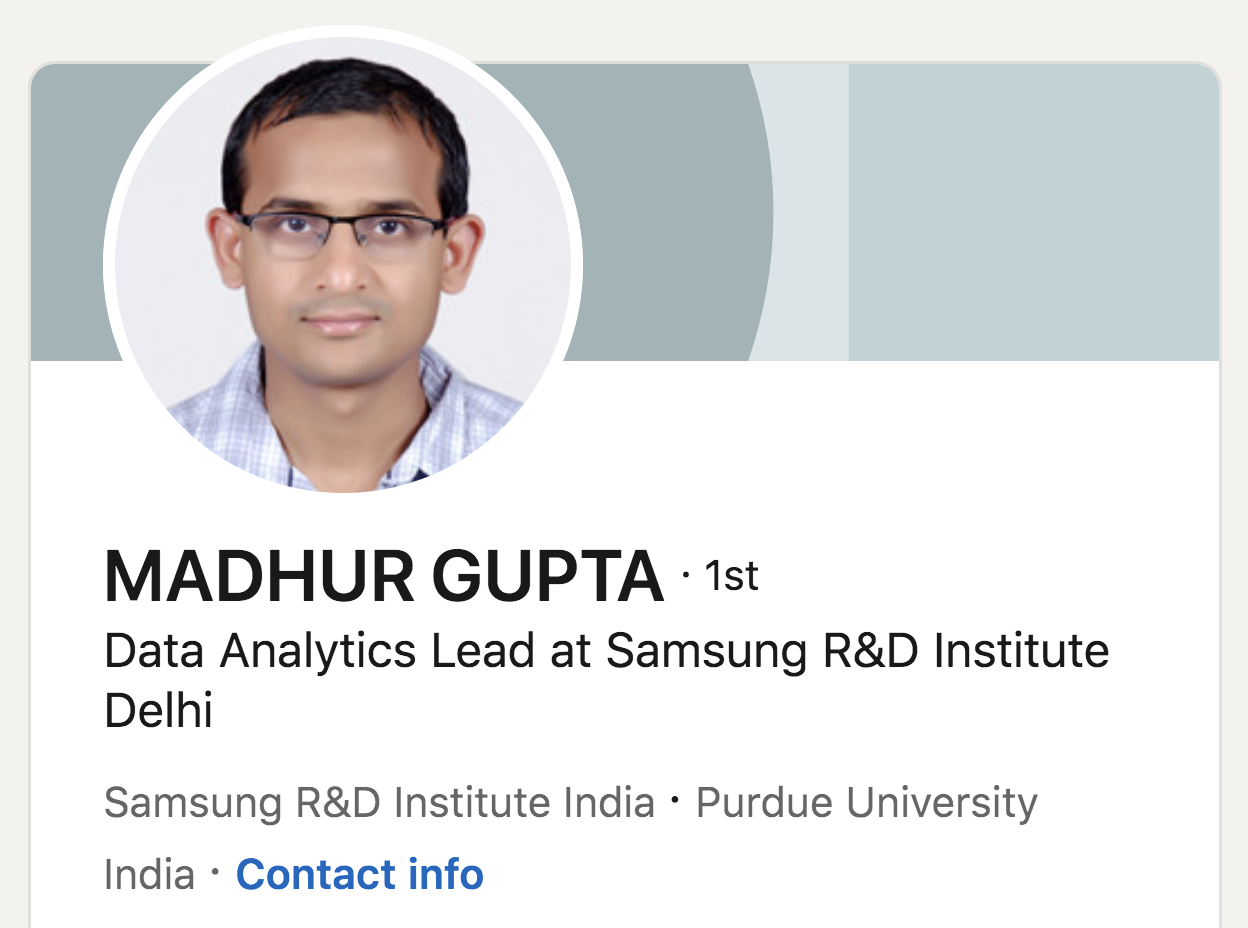 MADHUR GUPTA · 1st
Data Analytics Lead at Samsung R&D Institute
Delhi
Samsung R&D Institute India · Purdue University
India · Contact info